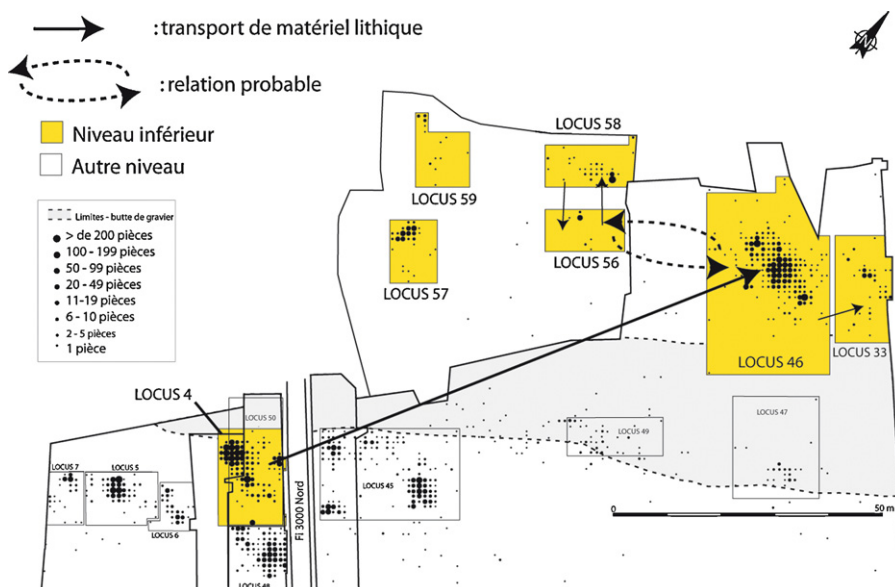 : transport de matériel lithique
: relation probable
Niveau inférieur
Autre niveau
Limites - butte de gravier
> de 200 pièces
100 - 199 pièces
50 - 99 pièces
20 - 49 pièces
11-19 pièces
6 - 10 pièces
2 - 5 pièces
1 pièce
N
LOCUS 58
LOCUS 59
LOCUS 56
LOCUS 57
LOCUS 46
LOCUS 33
LOCUS 4
LOCUS 50
LOCUS 47
LOCUS 49
LOCUS 7
LOCUS 5
LOCUS 45
LOCUS 6
Fi 3000 Nord
0
50 m
LOCUS 48